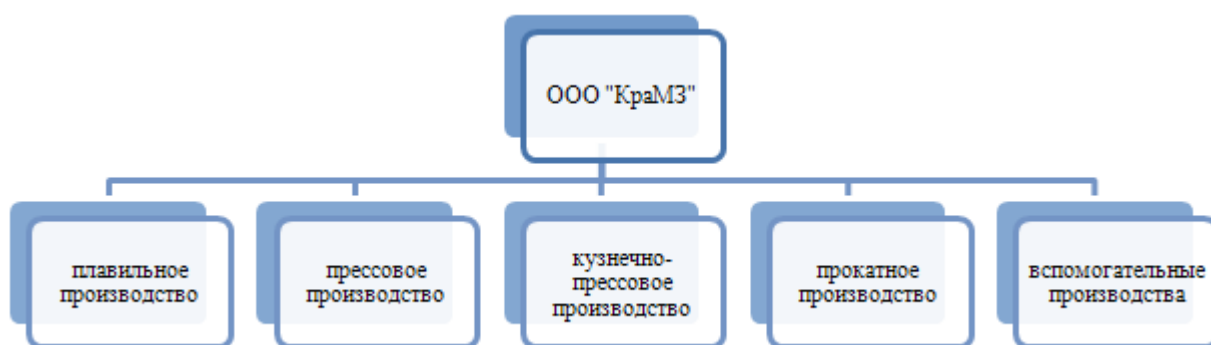 ООО "КраМЗ"
плавильное
производство
прессовое
производство
кузнечно-
прессовое
производство
прокатное
производство
вспомогательные
производства